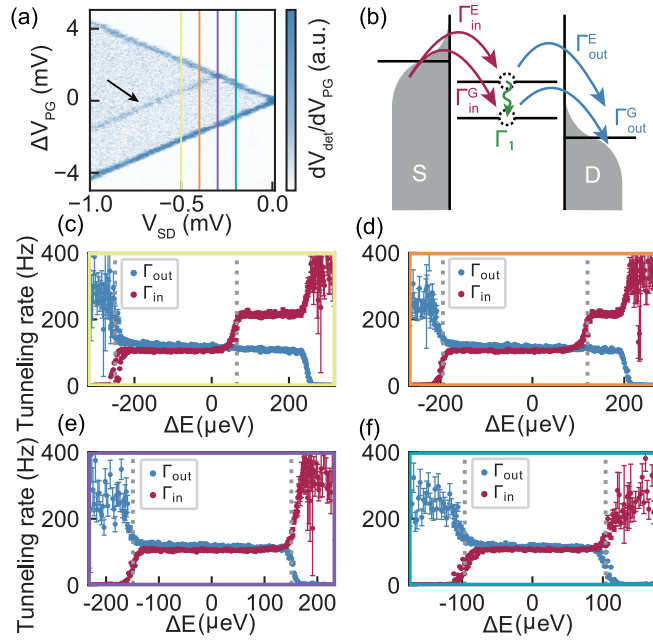 (a)
4
0
-4
ΔV_PG (mV)
-1.0
-0.5
0
V_SD (mV)
dV_det/dV_PG (a.u.)
(b)
Γ^E_in
Γ^E_out
Γ^G_in
Γ^G_out
Γ_1
S
D
(c)
400
200
0
Γ_out
Γ_in
-200
0
200
ΔE(μeV)
Tunneling rate (Hz)
(d)
400
200
0
Γ_out
Γ_in
-200
0
200
ΔE(μeV)
(e)
400
200
0
Γ_out
Γ_in
-200
-100
0
100
200
ΔE(μeV)
Tunneling rate (Hz)
(f)
400
200
0
Γ_out
Γ_in
-100
0
100
ΔE(μeV)